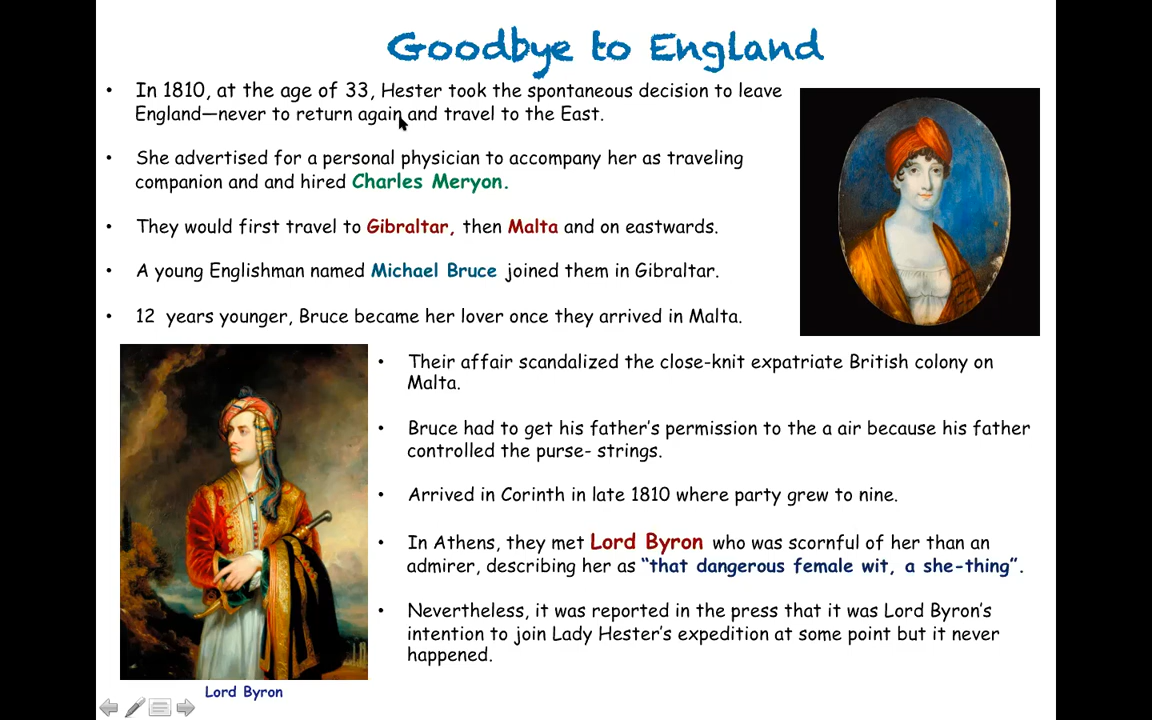 Goodbye to England
• In 1810, at the age of 33, Hester took the spontaneous decision to leave
England—never to return again and travel to the East.
• She advertised for a personal physician to accompany her as traveling
companion and and hired Charles Meryon.
• They would first travel to Gibraltar, then Malta and on eastwards.
• A young Englishman named Michael Bruce joined them in Gibraltar.
• 12 years younger, Bruce became her lover once they arrived in Malta.
• Their affair scandalized the close-knit expatriate British colony on
Malta.
• Bruce had to get his father's permission to the a air because his father
controlled the purse- strings.
• Arrived in Corinth in late 1810 where party grew to nine.
• In Athens, they met Lord Byron who was scornful of her than an
admirer, describing her as “that dangerous female wit, a she-thing”.
• Nevertheless, it was reported in the press that it was Lord Byron's
intention to join Lady Hester's expedition at some point but it never
happened.
Lord Byron